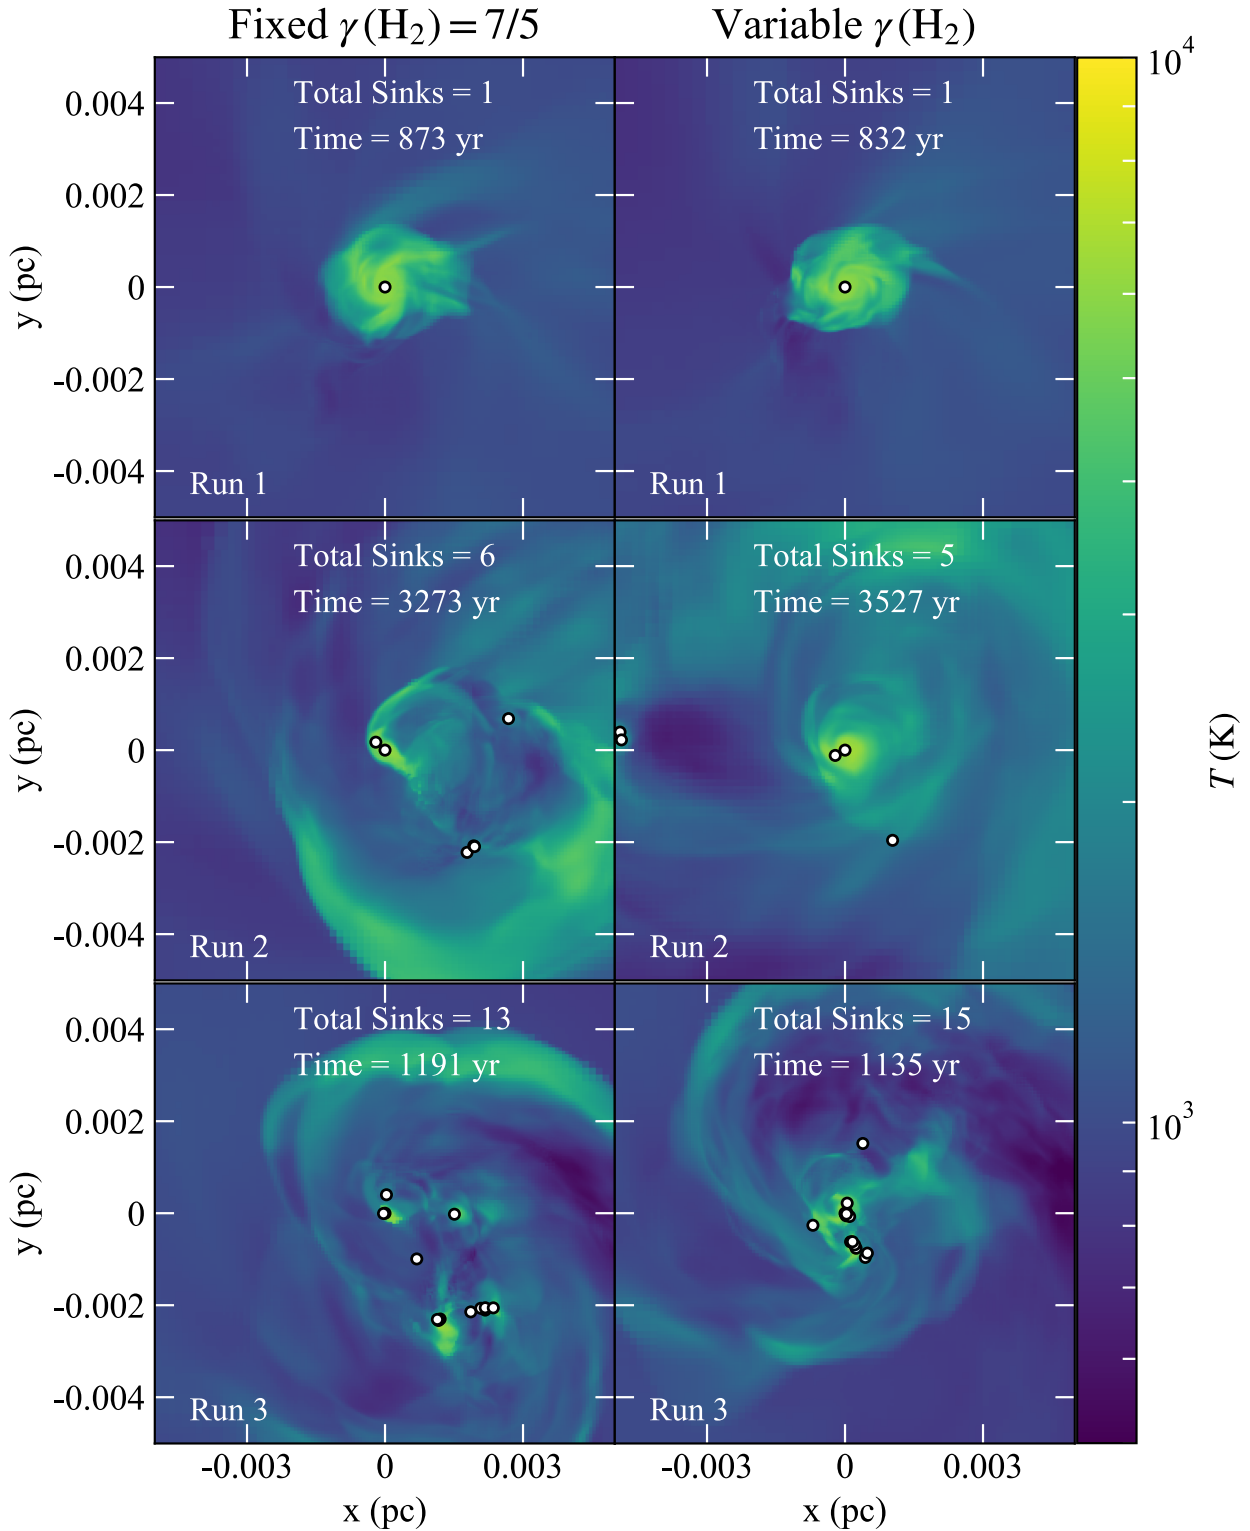 Fixed γ(H₂) = 7/5
Variable γ(H₂)
Total Sinks = 1
Time = 873 yr
Run 1
Total Sinks = 1
Time = 832 yr
Run 1
Total Sinks = 6
Time = 3273 yr
Run 2
Total Sinks = 5
Time = 3527 yr
Run 2
Total Sinks = 13
Time = 1191 yr
Run 3
Total Sinks = 15
Time = 1135 yr
Run 3
0.004
0.002
0
-0.002
-0.004
y (pc)
0.004
0.002
0
-0.002
-0.004
y (pc)
0.004
0.002
0
-0.002
-0.004
y (pc)
-0.003
0
0.003
x (pc)
-0.003
0
0.003
x (pc)
10⁴
10³
T (K)